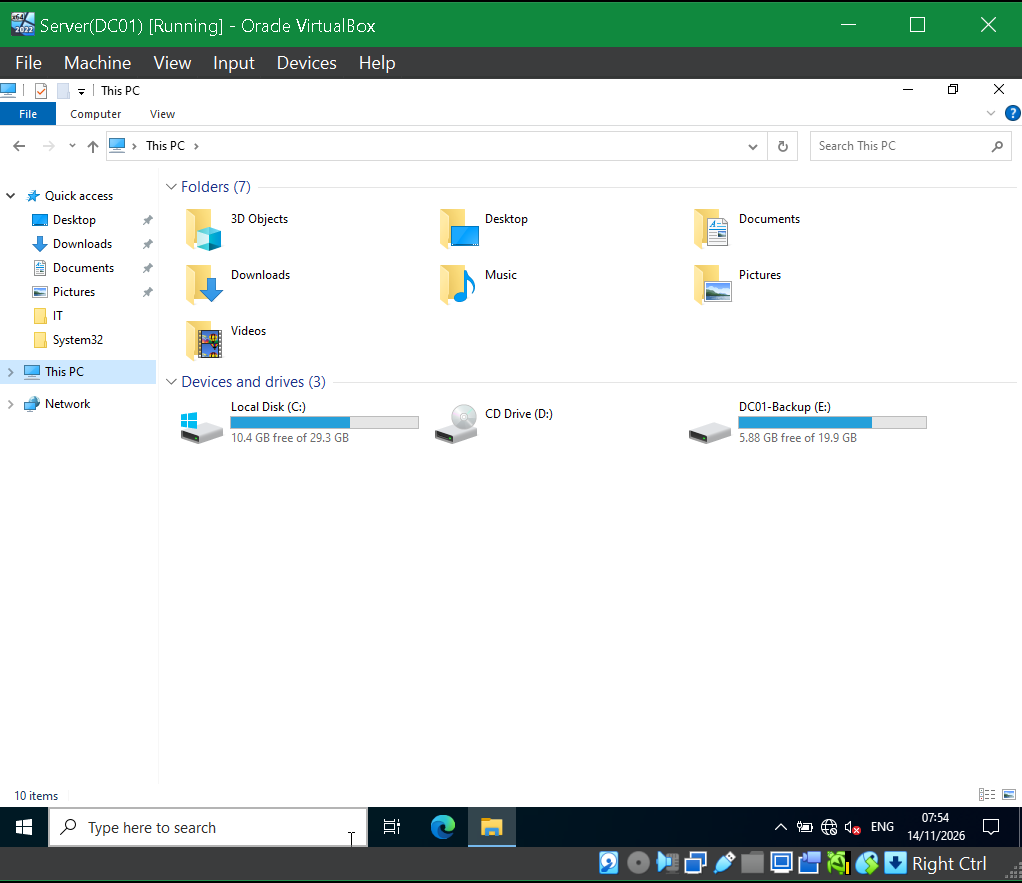 Server(DC01) [Running] - Oracle VirtualBox
File Machine View Input Devices Help
This PC
File Computer View
This PC
Search This PC
Quick access
Desktop
Downloads
Documents
Pictures
IT
System32
This PC
Network
Folders (7)
3D Objects
Desktop
Documents
Downloads
Music
Pictures
Videos
Devices and drives (3)
Local Disk (C:)
10.4 GB free of 29.3 GB
CD Drive (D:)
DC01-Backup (E:)
5.88 GB free of 19.9 GB
10 items
Type here to search
ENG
07:54
14/11/2026
Right Ctrl